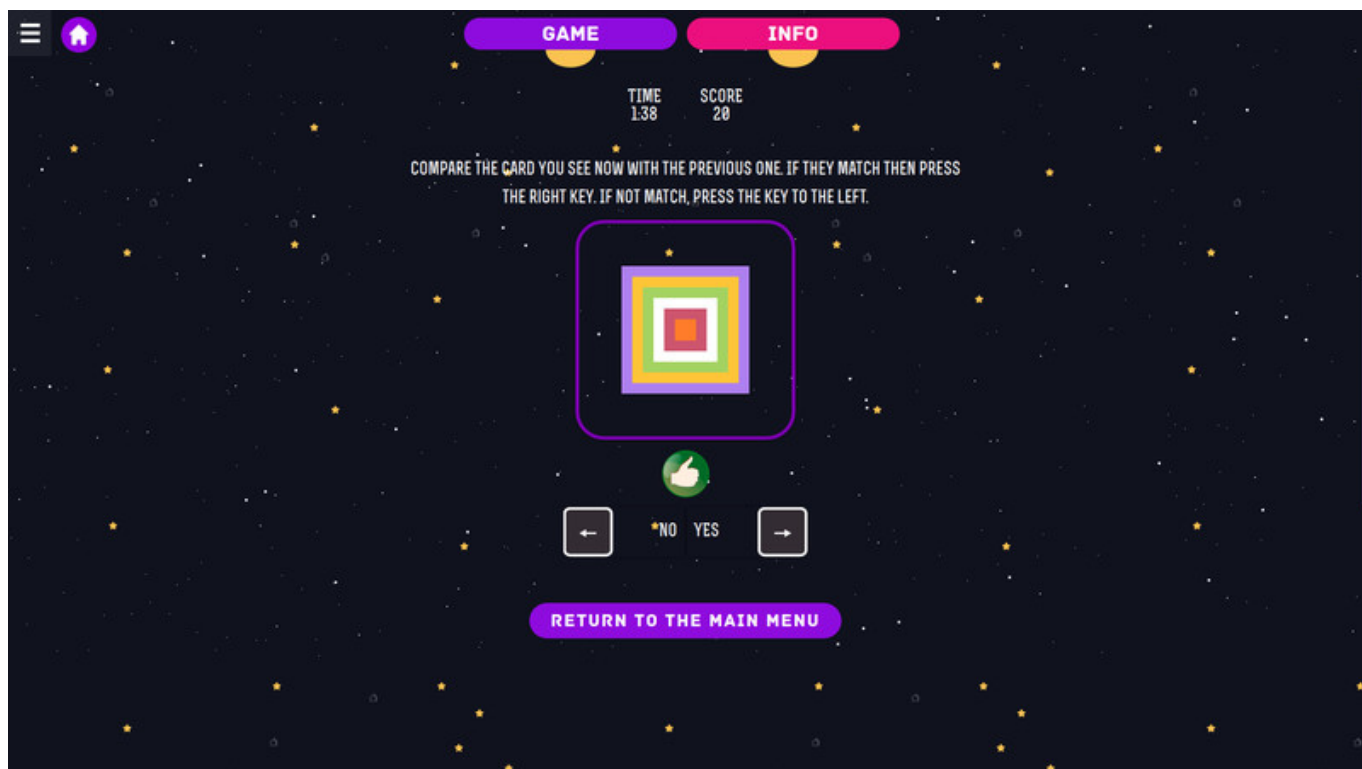 GAME
INFO
TIME
1:38
SCORE
20
COMPARE THE CARD YOU SEE NOW WITH THE PREVIOUS ONE. IF THEY MATCH THEN PRESS
THE RIGHT KEY. IF NOT MATCH, PRESS THE KEY TO THE LEFT.
NO YES
RETURN TO THE MAIN MENU